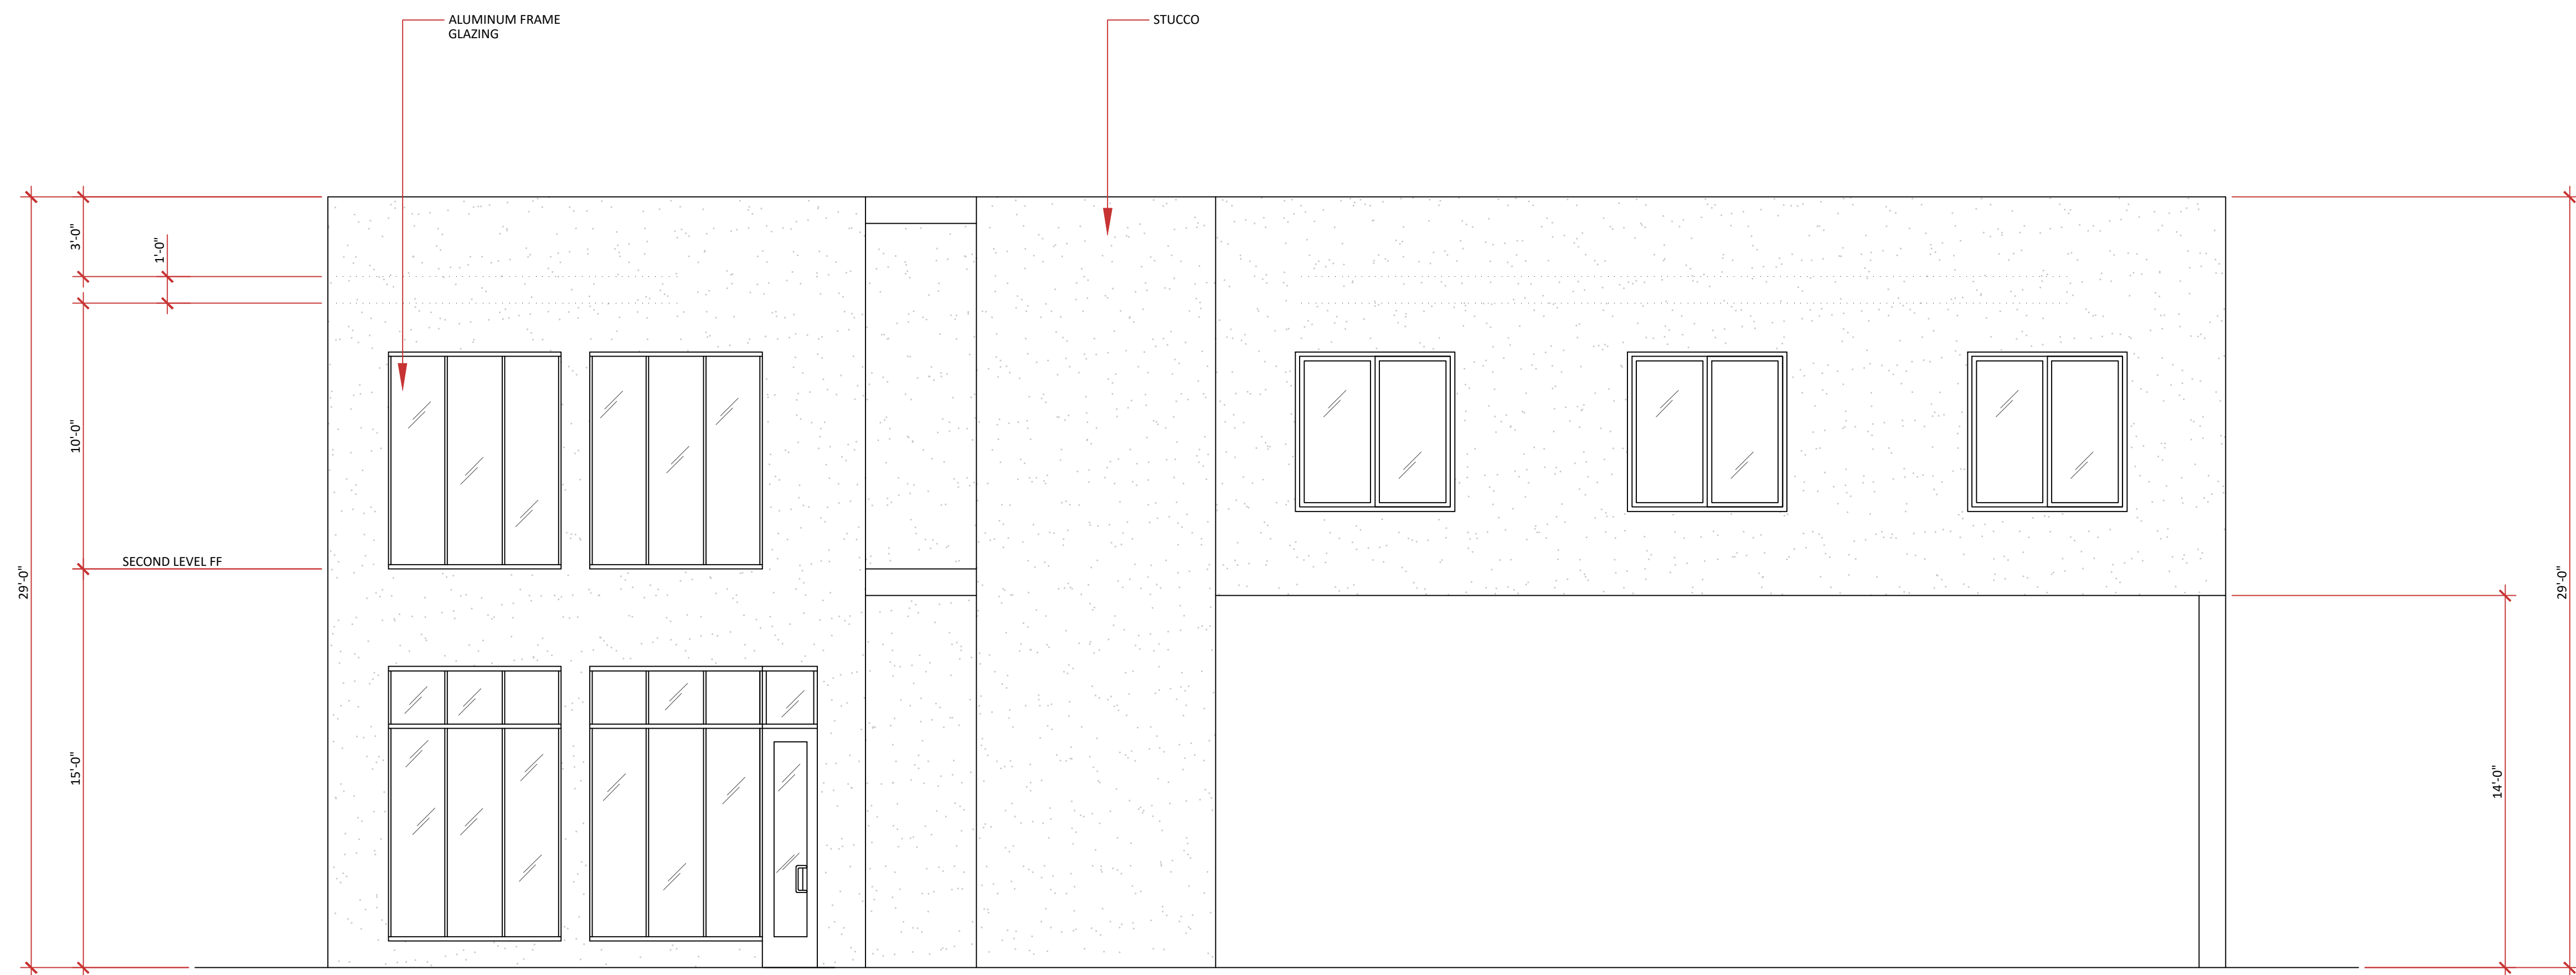 ALUMINUM FRAME
GLAZING
STUCCO
3'-0"
1'-0"
10'-0"
SECOND LEVEL FF
29'-0"
15'-0"
29'-0"
14'-0"